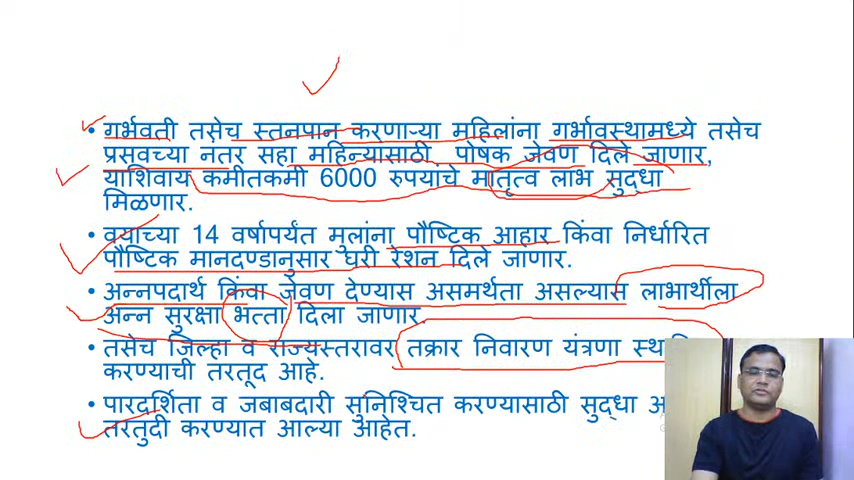 • गर्भवती तसेच स्तनपान करणाऱ्या महिलांना गर्भावस्थामध्ये तसेच
प्रसवच्या नंतर सहा महिन्यासाठी पोषक जेवण दिले जाणार,
याशिवाय कमीतकमी 6000 रुपयांचे मातृत्व लाभ सुद्धा
मिळणार.
• वयाच्या 14 वर्षापर्यंत मुलांना पौष्टिक आहार किंवा निर्धारित
पौष्टिक मानदण्डानुसार घरी रेशन दिले जाणार.
• अन्नपदार्थ किंवा जेवण देण्यास असमर्थता असल्यास लाभार्थीला
अन्न सुरक्षा भत्ता दिला जाणार.
• तसेच जिल्हा व राज्यस्तरावर तक्रार निवारण यंत्रणा
करण्याची तरतूद आहे.
• पारदर्शिता व जबाबदारी सुनिश्चित करण्यासाठी सुद्धा
तरतुदी करण्यात आल्या आहेत.